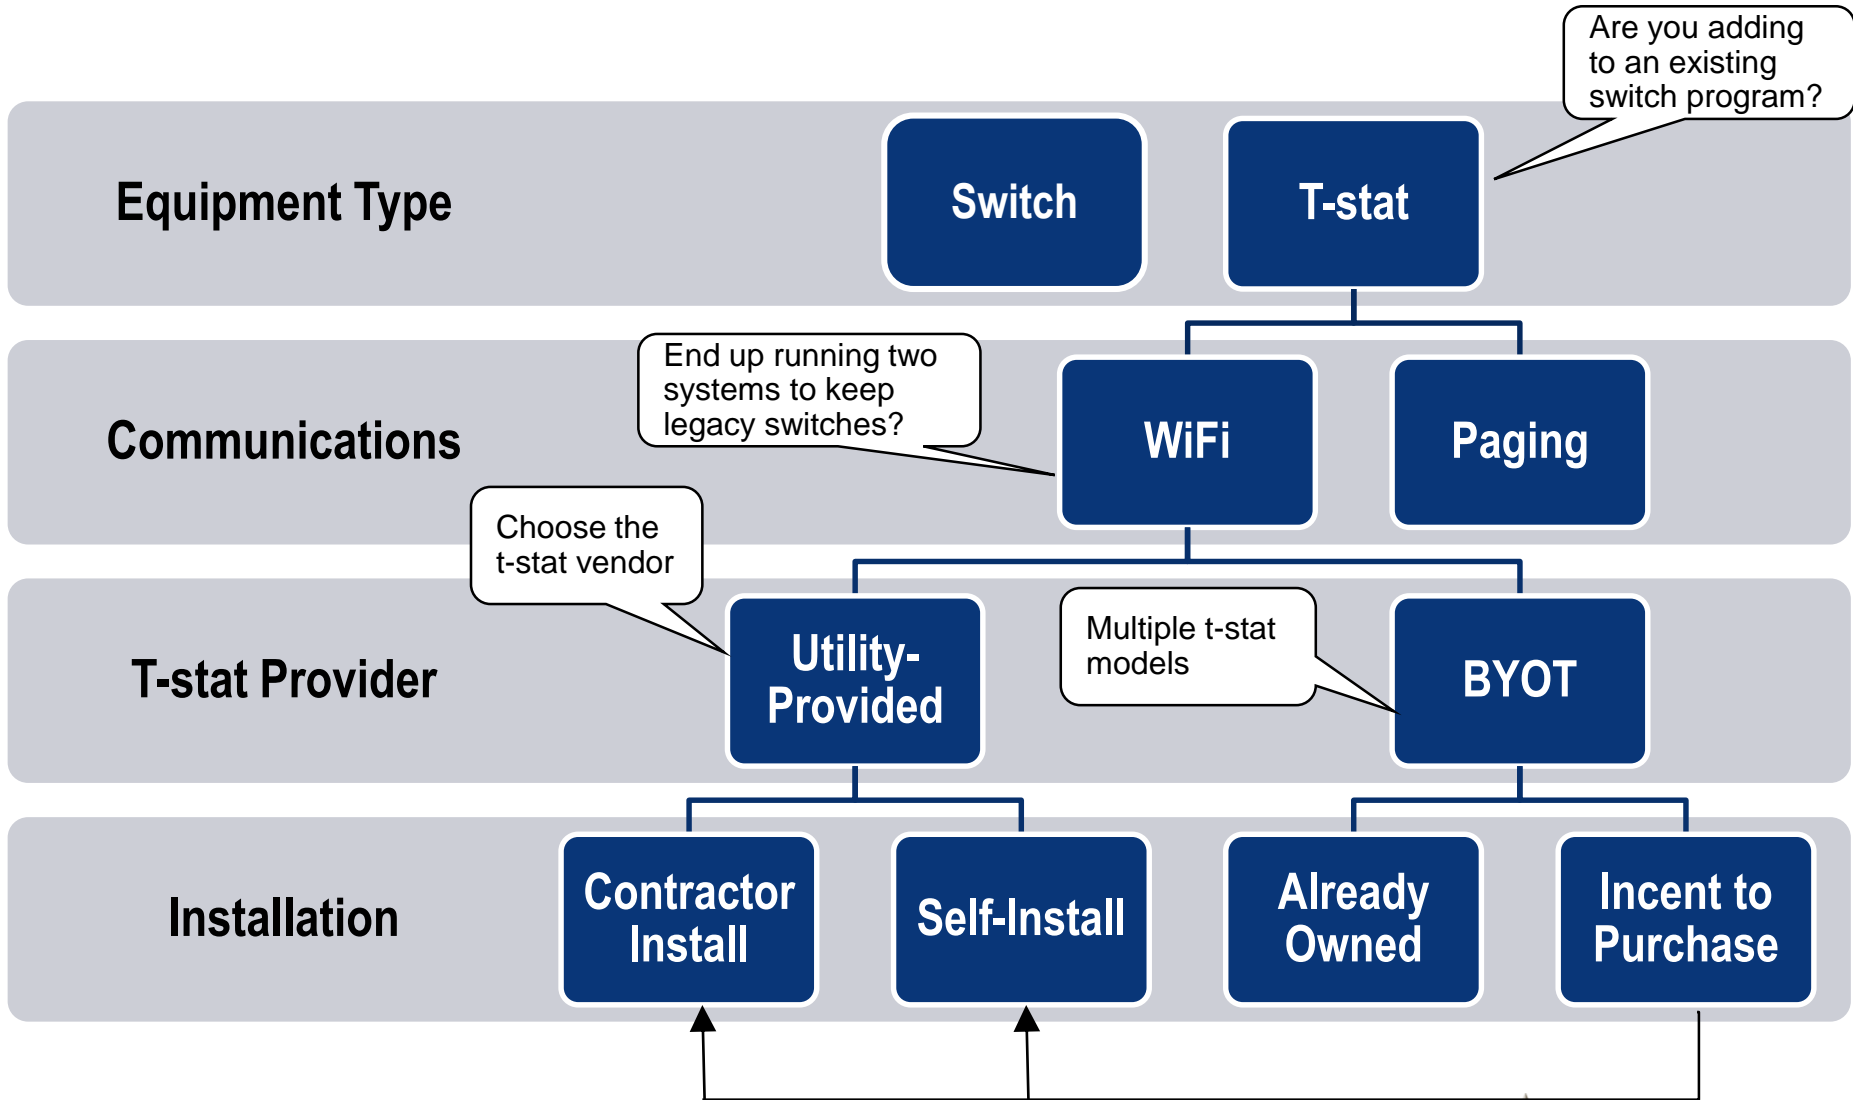 Are you adding
to an existing
switch program?
Equipment Type
Switch
T-stat
End up running two
systems to keep
legacy switches?
Communications
WiFi
Paging
Choose the
t-stat vendor
T-stat Provider
Utility-
Provided
Multiple t-stat
models
BYOT
Installation
Contractor
Install
Self-Install
Already
Owned
Incent to
Purchase